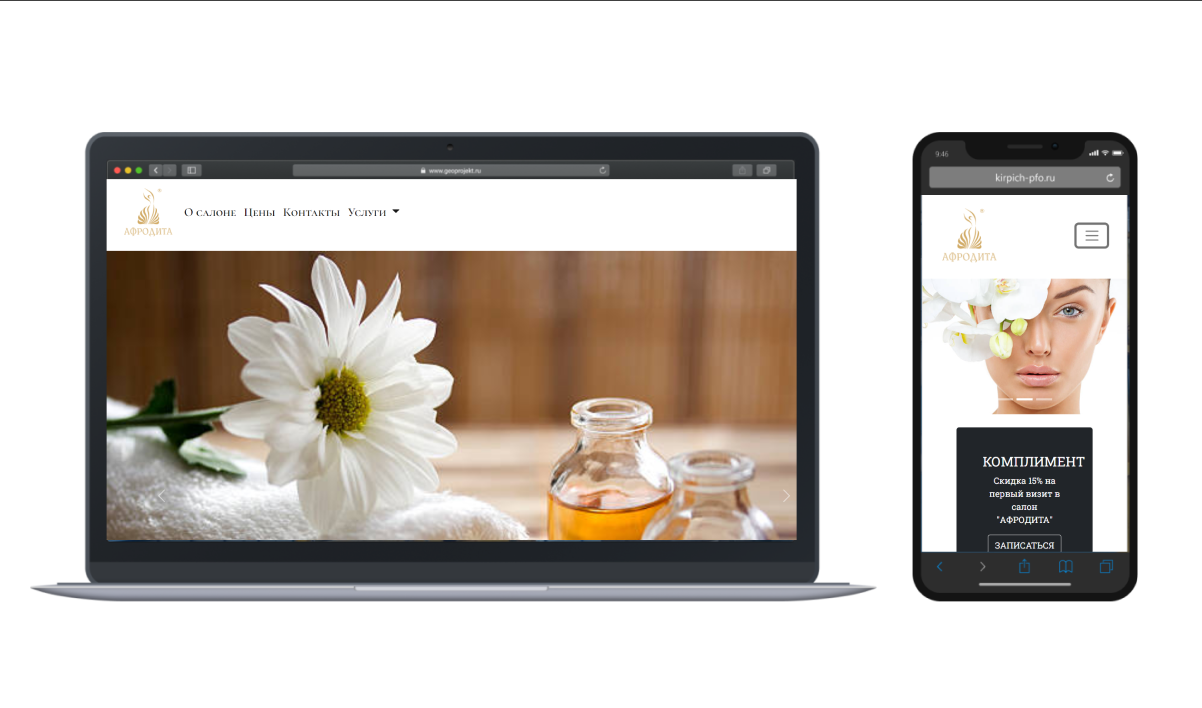 www.geoprojekt.ru
АФРОДИТА
О салоне Цены Контакты Услуги
9:46
kirpich-pfo.ru
АФРОДИТА
КОМПЛИМЕНТ
Скидка 15% на
первый визит в
салон
"АФРОДИТА"
ЗАПИСАТЬСЯ